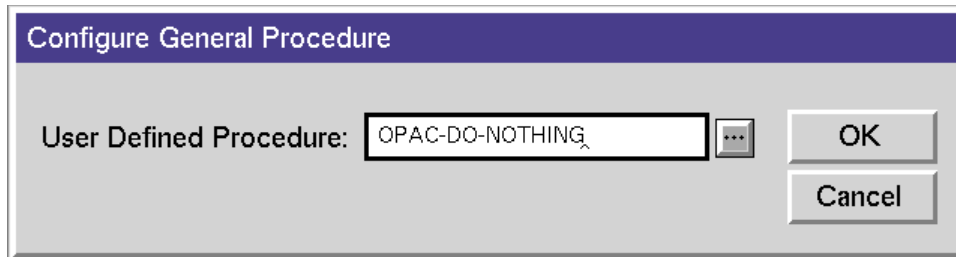 Configure General Procedure
User Defined Procedure: OPAC-DO-NOTHING ... OK
Cancel